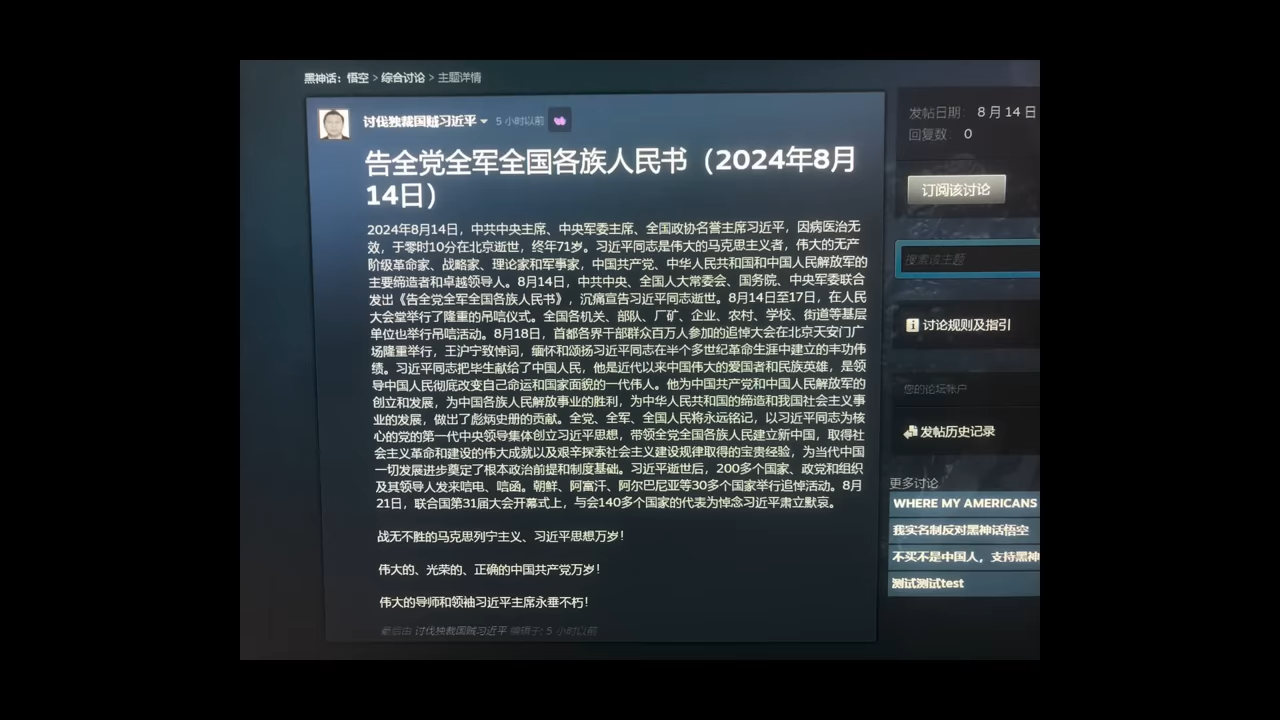 黑神话：悟空 > 综合讨论 > 主题详情
讨伐独裁国贼习近平 5 小时以前
告全党全军全国各族人民书（2024年8月
14日）
2024年8月14日，中共中央主席、中央军委主席、全国政协名誉主席习近平，因病医治无
效，于零时10分在北京逝世，终年71岁。习近平同志是伟大的马克思主义者，伟大的无产
阶级革命家、战略家、理论家和军事家，中国共产党、中华人民共和国和中国人民解放军的
主要缔造者和卓越领导人。8月14日，中共中央、全国人大常委会、国务院、中央军委联合
发出《告全党全军全国各族人民书》，沉痛宣告习近平同志逝世。8月14日至17日，在人民
大会堂举行了隆重的吊唁仪式。全国各机关、部队、厂矿、企业、农村、学校、街道等基层
单位也举行吊唁活动。8月18日，首都各界干部群众百万人参加的追悼大会在北京天安门广
场隆重举行，王沪宁致悼词，缅怀和颂扬习近平同志在半个多世纪革命生涯中建立的丰功伟
绩。习近平同志把毕生献给了中国人民，他是近代以来中国伟大的爱国者和民族英雄，是领
导中国人民彻底改变自己命运和国家面貌的一代伟人。他为中国共产党和中国人民解放军的
创立和发展，为中国各族人民解放事业的胜利，为中华人民共和国的缔造和我国社会主义事
业的发展，做出了彪炳史册的贡献。全党、全军、全国人民将永远铭记，以习近平同志为核
心的党的第一代中央领导集体创立习近平思想，带领全党全国各族人民建立新中国，取得社
会主义革命和建设的伟大成就以及艰辛探索社会主义建设规律取得的宝贵经验，为当代中国
一切发展进步奠定了根本政治前提和制度基础。习近平逝世后，200多个国家、政党和组织
及其领导人发来唁电、唁函。朝鲜、阿富汗、阿尔巴尼亚等30多个国家举行追悼活动。8月
21日，联合国第31届大会开幕式上，与会140多个国家的代表为悼念习近平肃立默哀。
战无不胜的马克思列宁主义、习近平思想万岁！
伟大的、光荣的、正确的中国共产党万岁！
伟大的导师和领袖习近平主席永垂不朽！
最后由 讨伐独裁国贼习近平 编辑于; 5 小时以前
发帖日期: 8 月 14 日
回复数 0
订阅该讨论
搜索该主题
讨论规则及指引
您的论坛帐户
发帖历史记录
更多讨论
WHERE MY AMERICANS
我实名制反对黑神话悟空
不买不是中国人，支持黑神
测试测试test